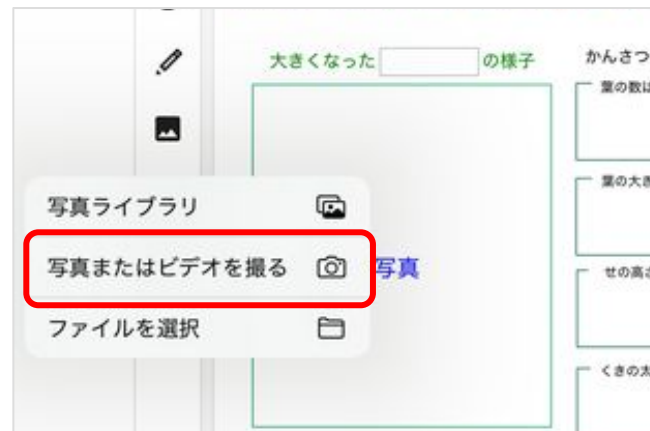 大きくなった の様子
かんさつ
葉の数は
葉の大き
せの高さ
くきの太
写真
写真ライブラリ
写真またはビデオを撮る
ファイルを選択